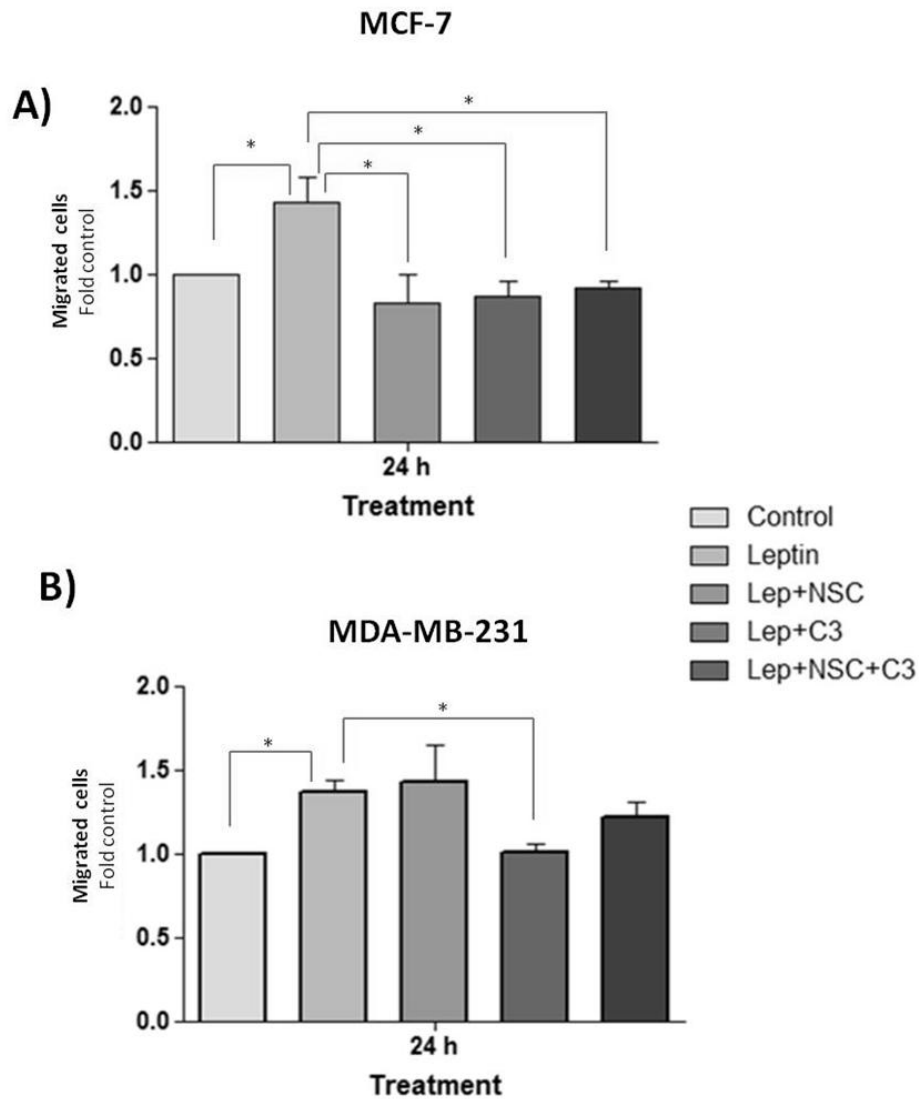 MCF-7
A)
2.0
1.5
1.0
0.5
0.0
Migrated cells
Fold control
*
*
*
*
24 h
Treatment
Control
Leptin
Lep+NSC
Lep+C3
Lep+NSC+C3
B)
MDA-MB-231
2.0
1.5
1.0
0.5
0.0
Migrated cells
Fold control
*
*
24 h
Treatment